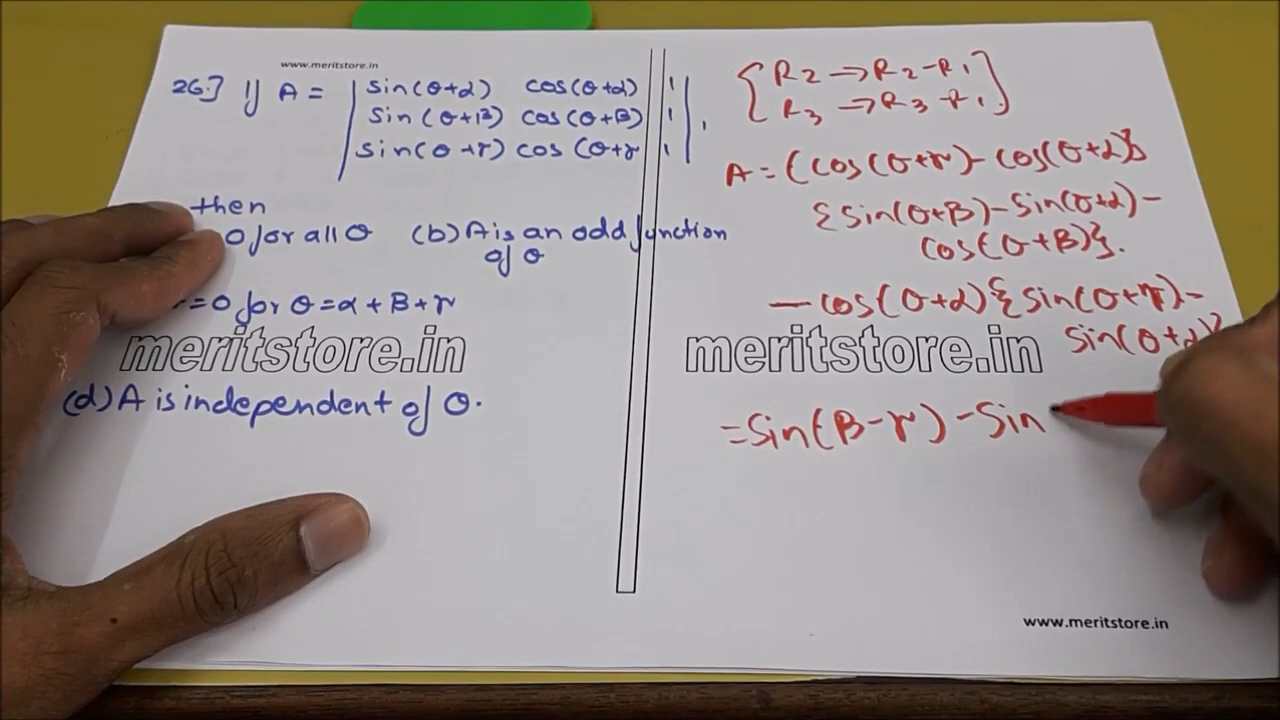 www.meritstore.in
26.] If A = | sin(θ+α) cos(θ+α) 1 |
| sin(θ+β) cos(θ+β) 1 | ,
| sin(θ+r) cos(θ+r 1 |
then
0 for all θ (b) A is an odd function
of θ
=0 for θ=α+β+r
meritstore.in
(d) A is independent of θ.
{ R2 → R2-R1 }
{ R3 → R3-R1 }
A = {cos(θ+r) - cos(θ+α)}
{sin(θ+β) - sin(θ+α) -
cos(θ+β)}.
- cos(θ+α){sin(θ+r) -
sin(θ+α)}
meritstore.in
= sin(β-r) - sin
www.meritstore.in